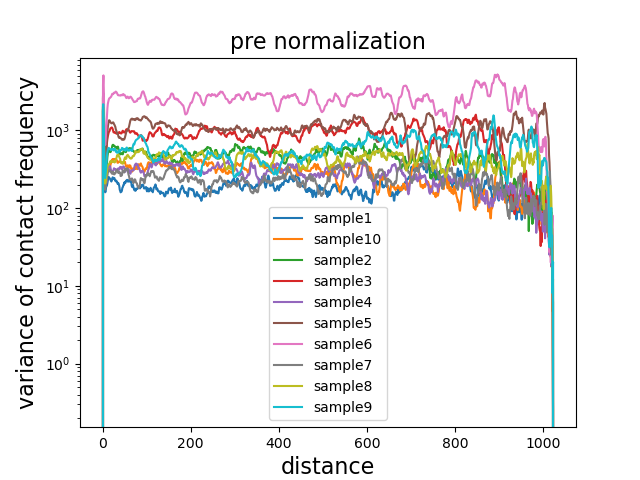 pre normalization
variance of contact frequency
10³
10²
10¹
10⁰
sample1
sample10
sample2
sample3
sample4
sample5
sample6
sample7
sample8
sample9
0 200 400 600 800 1000
distance